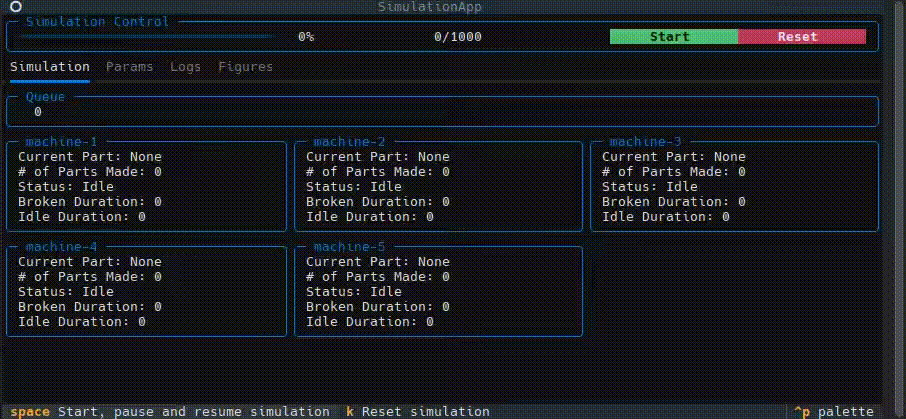 SimulationApp
Simulation Control
0% 0/1000 Start Reset
Simulation Params Logs Figures
Queue
0
machine-1 machine-2 machine-3
Current Part: None Current Part: None Current Part: None
# of Parts Made: 0 # of Parts Made: 0 # of Parts Made: 0
Status: Idle Status: Idle Status: Idle
Broken Duration: 0 Broken Duration: 0 Broken Duration: 0
Idle Duration: 0 Idle Duration: 0 Idle Duration: 0
machine-4 machine-5
Current Part: None Current Part: None
# of Parts Made: 0 # of Parts Made: 0
Status: Idle Status: Idle
Broken Duration: 0 Broken Duration: 0
Idle Duration: 0 Idle Duration: 0
space Start, pause and resume simulation k Reset simulation ^p palette